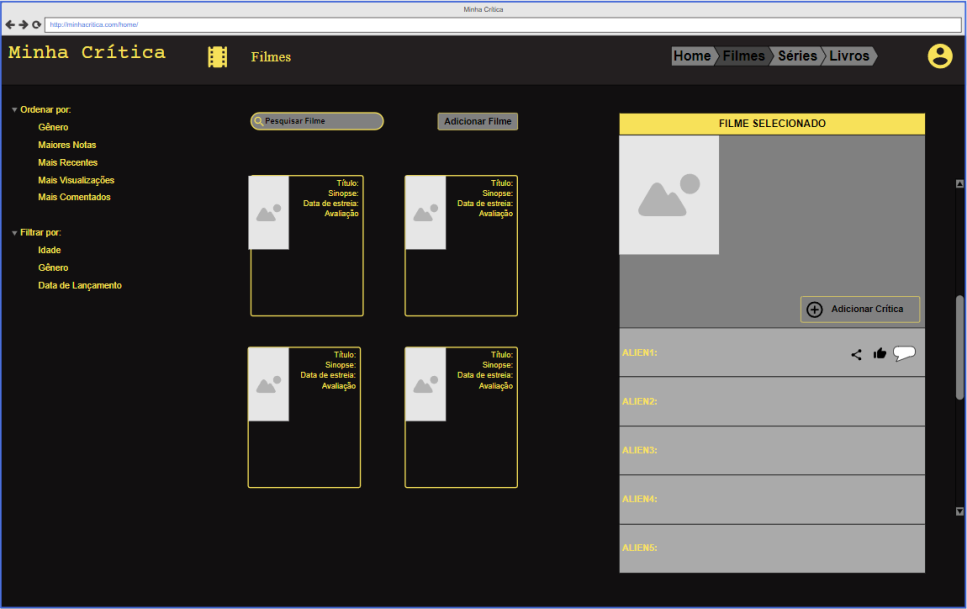 Minha Crítica
http://minhacritica.com/home/
Minha Crítica
Filmes
Home Filmes Séries Livros
Ordenar por:
Gênero
Maiores Notas
Mais Recentes
Mais Visualizações
Mais Comentados
Filtrar por:
Idade
Gênero
Data de Lançamento
Pesquisar Filme
Adicionar Filme
Título:
Sinopse:
Data de estreia:
Avaliação
Título:
Sinopse:
Data de estreia:
Avaliação
Título:
Sinopse:
Data de estreia:
Avaliação
Título:
Sinopse:
Data de estreia:
Avaliação
FILME SELECIONADO
Adicionar Crítica
ALIEN1:
ALIEN2:
ALIEN3:
ALIEN4:
ALIEN5: